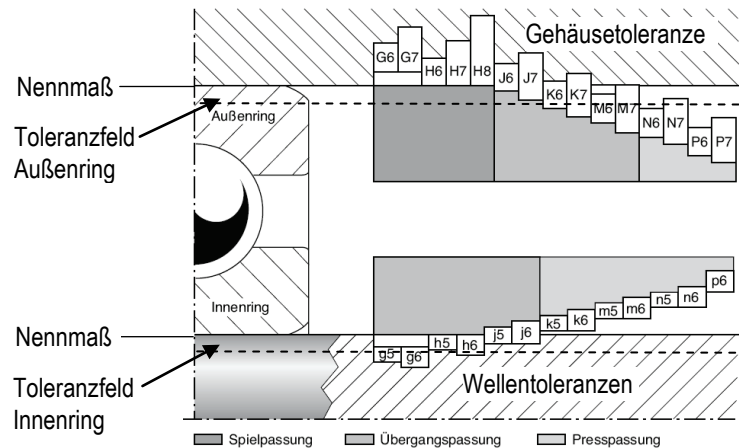 Gehäusetoleranze
G6 G7 H6 H7 H8 J6 J7 K6 K7 M6 M7 N6 N7 P6 P7
Nennmaß
Toleranzfeld
Außenring
Außenring
Innenring
Nennmaß
Toleranzfeld
Innenring
g5 g6 h5 h6 j5 j6 k5 k6 m5 m6 n5 n6 p6
Wellentoleranzen
Spielpassung Übergangspassung Presspassung